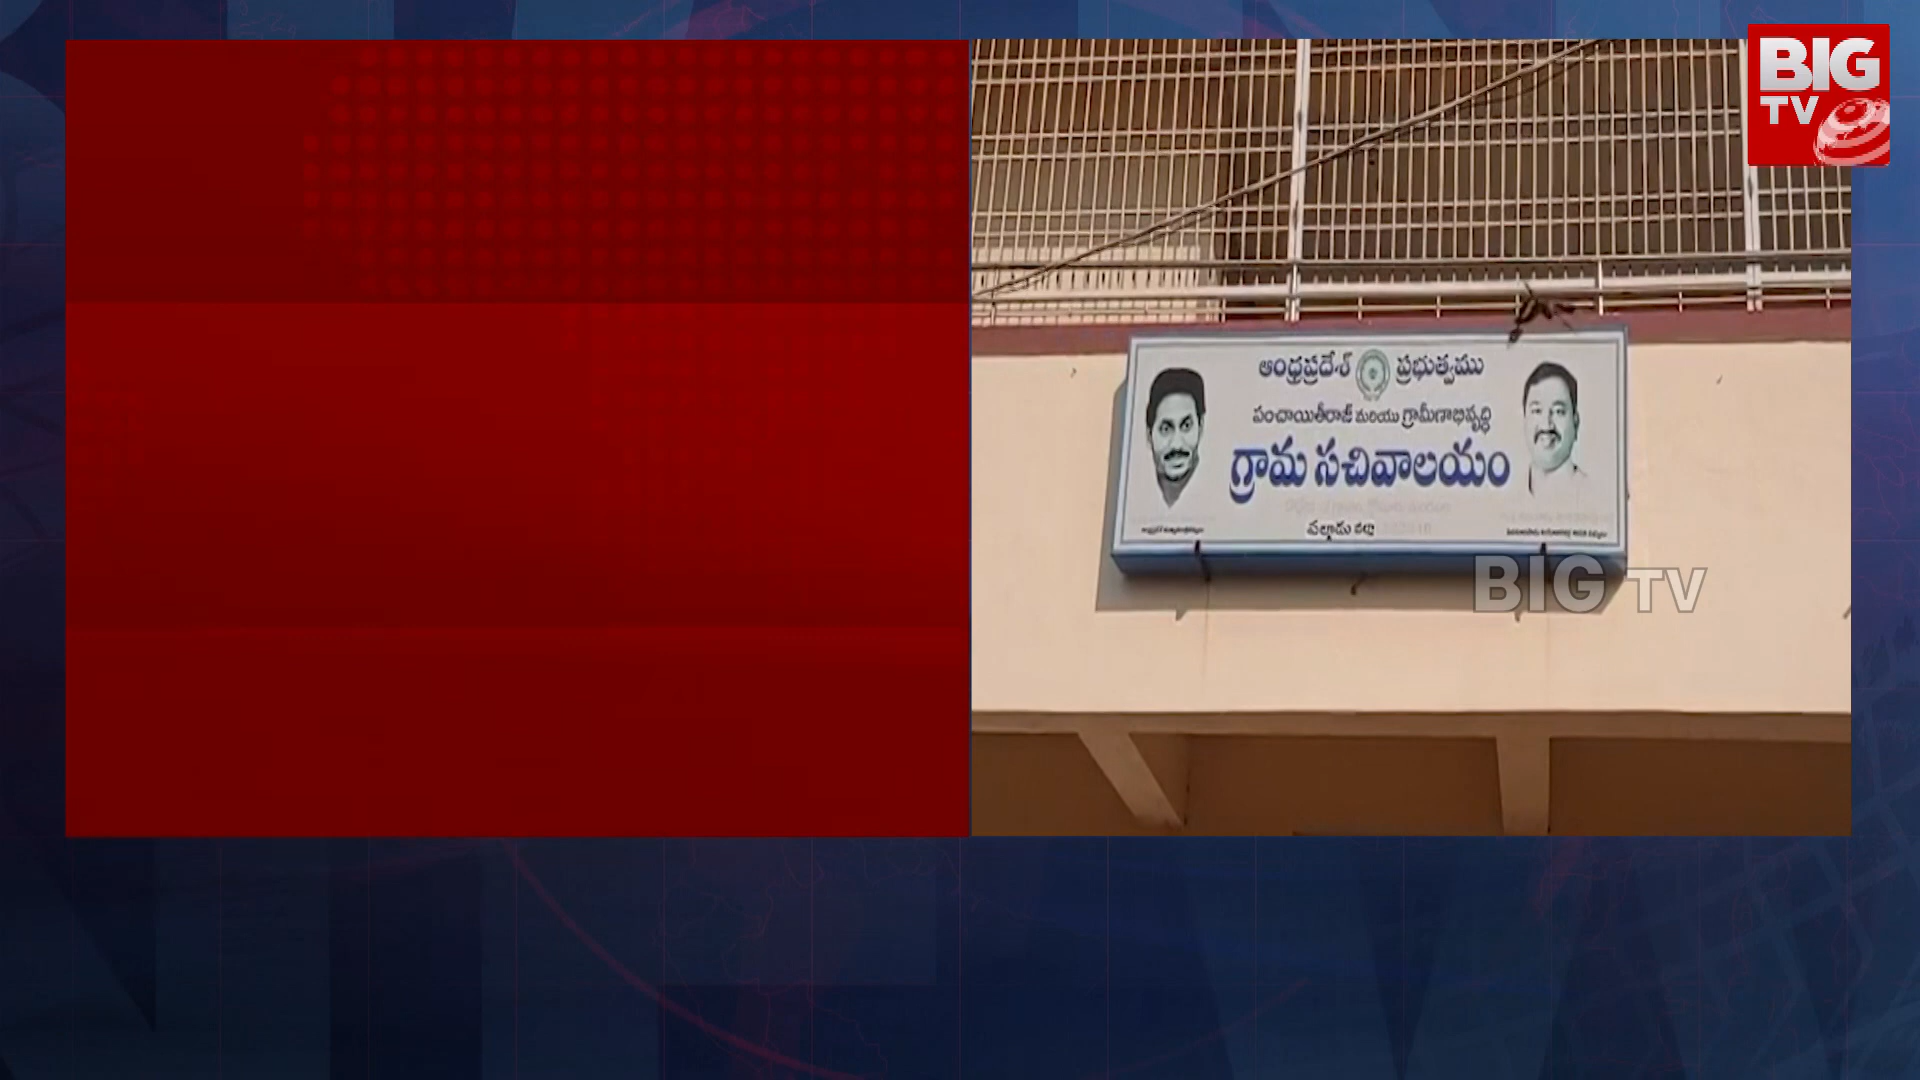 BIG
TV
ఆంధ్రప్రదేశ్ ప్రభుత్వము
పంచాయితీరాజ్ మరియు గ్రామీణాభివృద్ధి
గ్రామ సచివాలయం
పల్నాడు జిల్లా
BIG TV